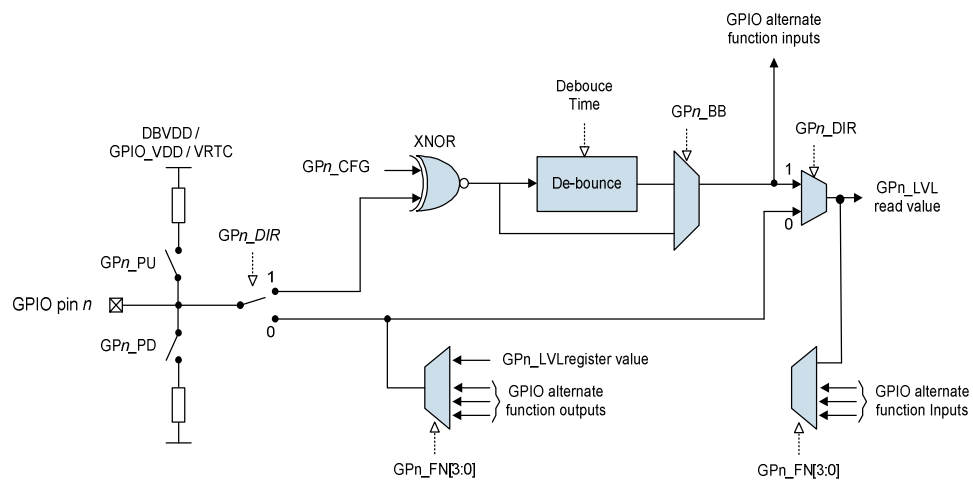 GPIO alternate
function inputs
Debouce
Time
GPn_BB
GPn_DIR
DBVDD /
GPIO_VDD / VRTC
XNOR
GPn_CFG
De-bounce
1
0
GPn_LVL
read value
GPn_DIR
GPn_PU
1
GPIO pin n
0
GPn_PD
GPn_LVLregister value
GPIO alternate
function outputs
GPIO alternate
function Inputs
GPn_FN[3:0]
GPn_FN[3:0]